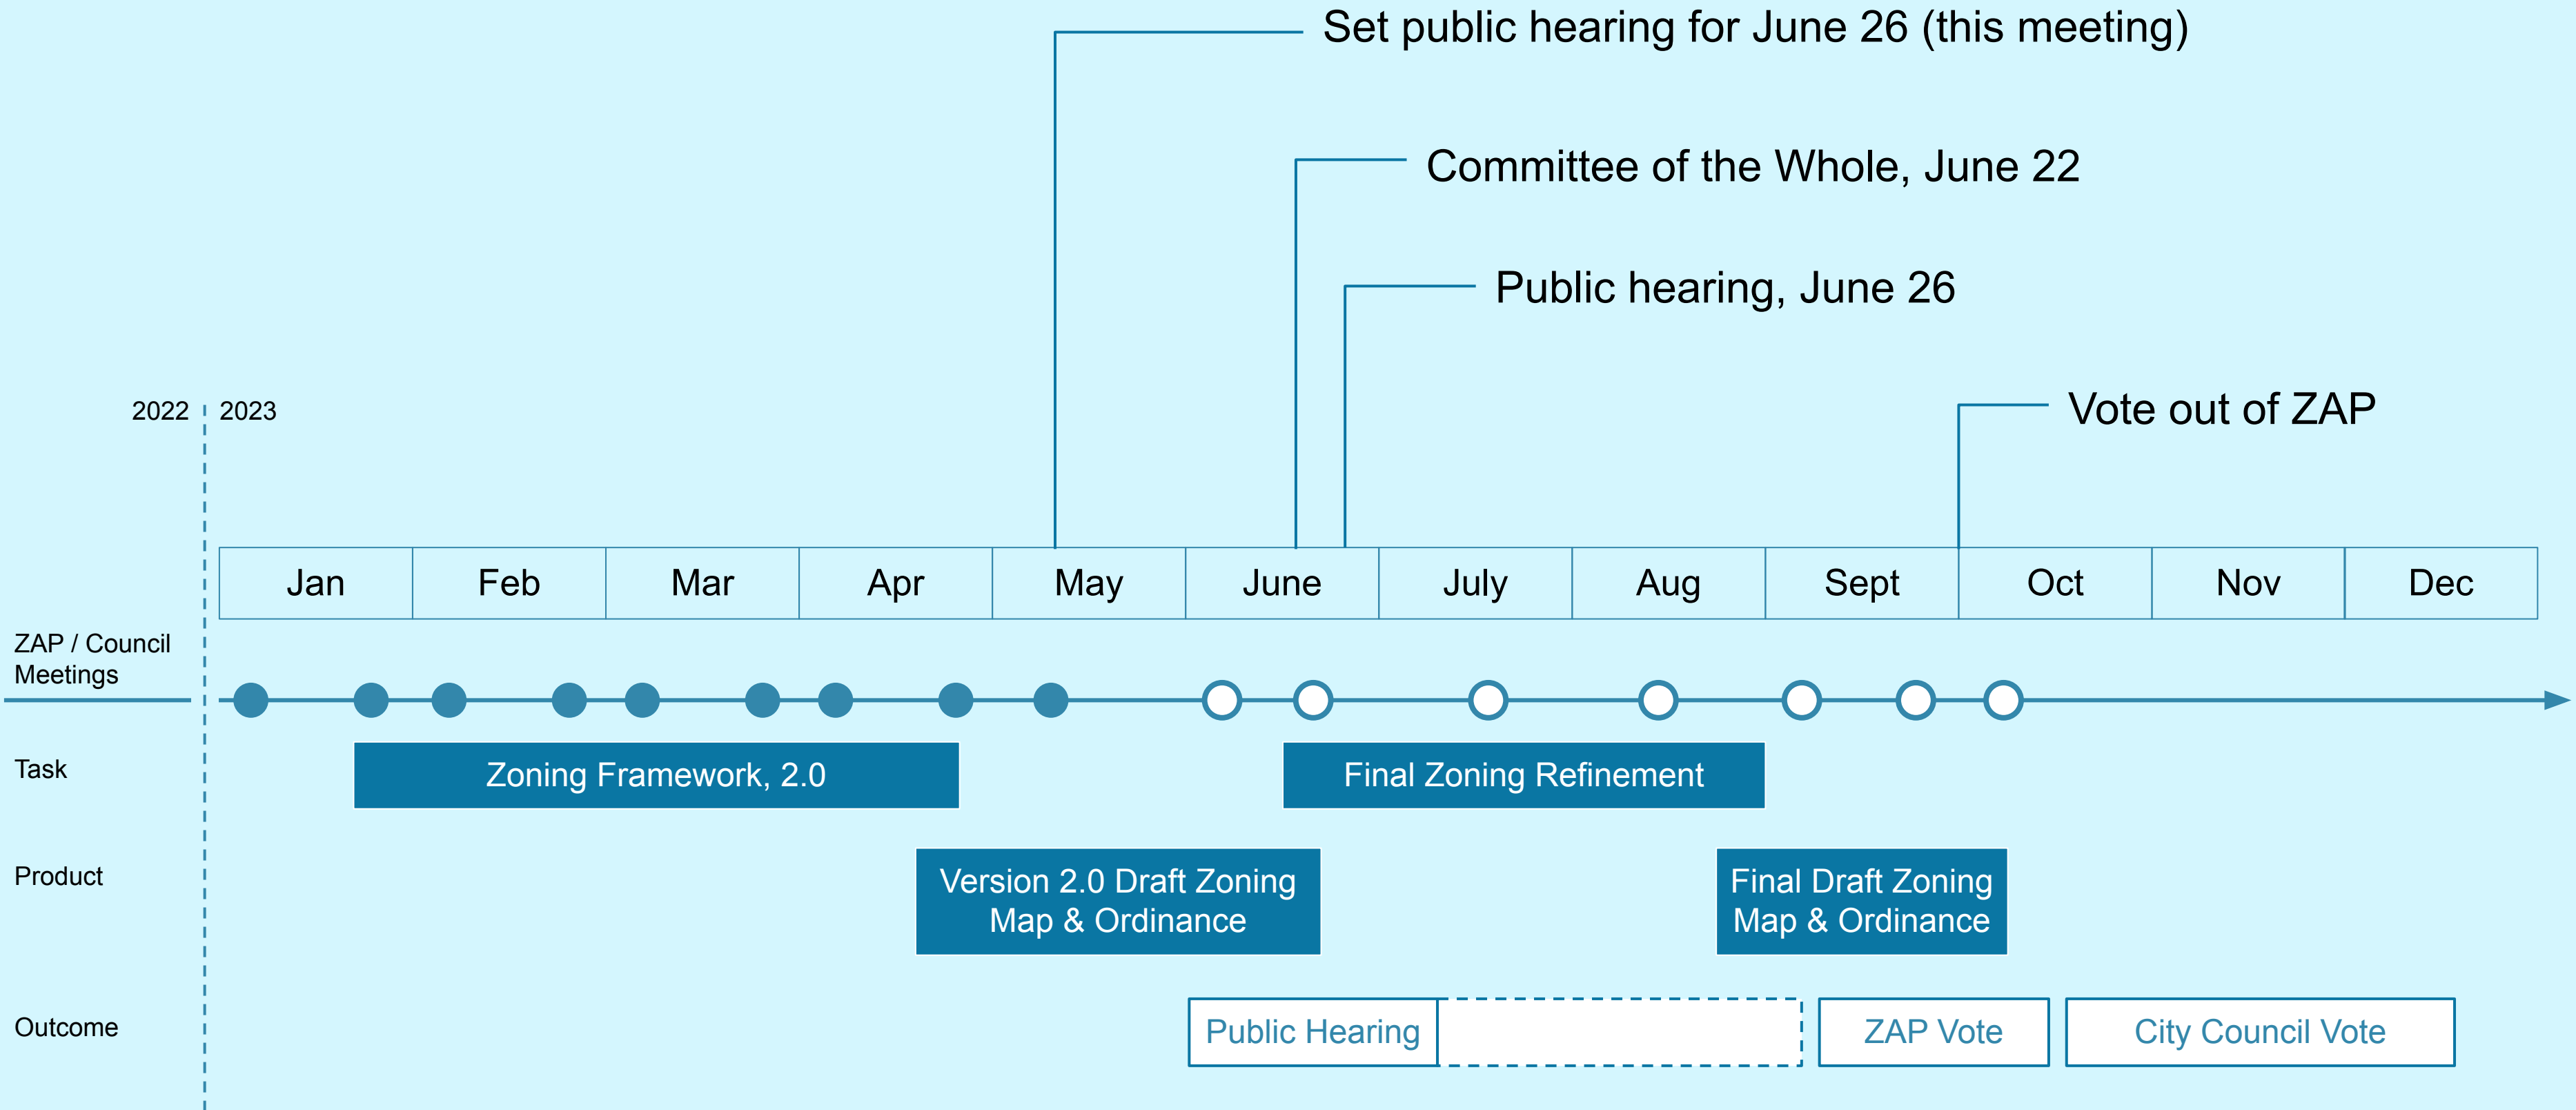 Set public hearing for June 26 (this meeting)
Committee of the Whole, June 22
Public hearing, June 26
2022
2023
Vote out of ZAP
Jan
Feb
Mar
Apr
May
June
July
Aug
Sept
Oct
Nov
Dec
ZAP / Council
Meetings
Task
Zoning Framework, 2.0
Final Zoning Refinement
Product
Version 2.0 Draft Zoning
Map & Ordinance
Final Draft Zoning
Map & Ordinance
Outcome
Public Hearing
ZAP Vote
City Council Vote